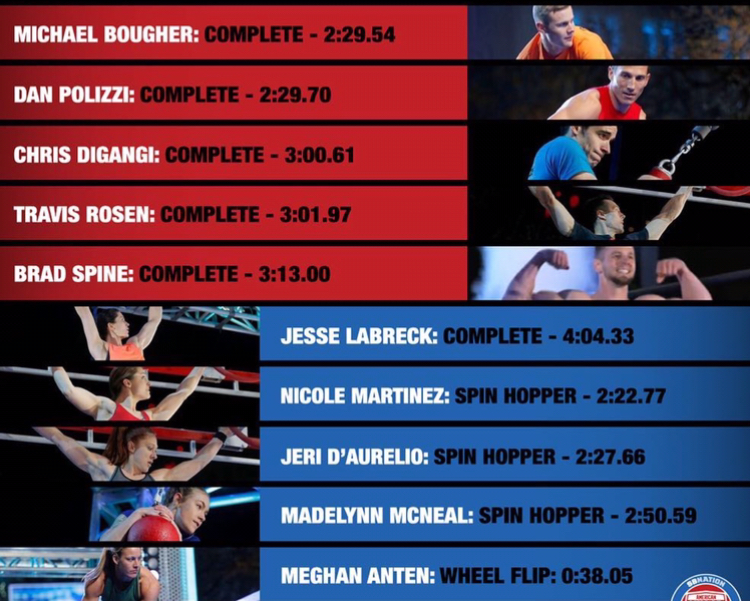 MICHAEL BOUGHER: COMPLETE - 2:29.54
DAN POLIZZI: COMPLETE - 2:29.70
CHRIS DIGANGI: COMPLETE - 3:00.61
TRAVIS ROSEN: COMPLETE - 3:01.97
BRAD SPINE: COMPLETE - 3:13.00
JESSE LABRECK: COMPLETE - 4:04.33
NICOLE MARTINEZ: SPIN HOPPER - 2:22.77
JERI D'AURELIO: SPIN HOPPER - 2:27.66
MADELYNN MCNEAL: SPIN HOPPER - 2:50.59
MEGHAN ANTEN: WHEEL FLIP: 0:38.05
SBNATION
AMERICAN